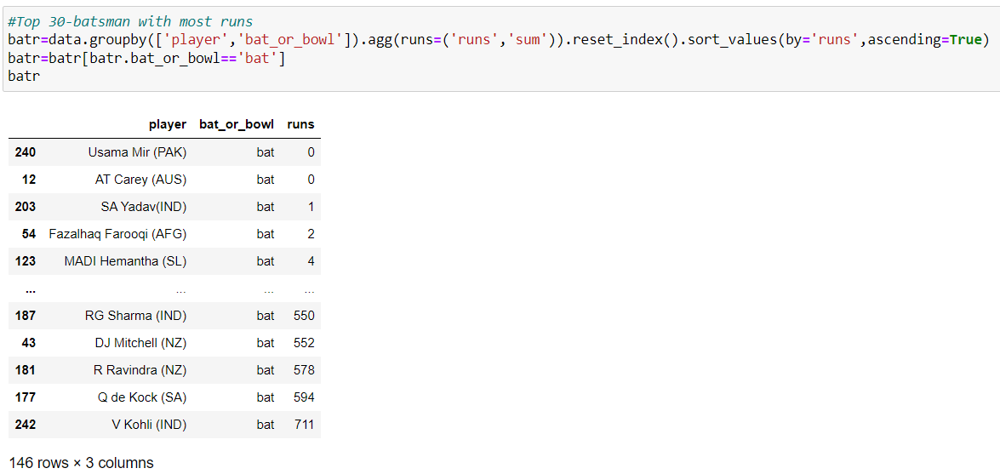 #Top 30-batsman with most runs
batr=data.groupby(['player','bat_or_bowl']).agg(runs=('runs','sum')).reset_index().sort_values(by='runs',ascending=True)
batr=batr[batr.bat_or_bowl=='bat']
batr
player bat_or_bowl runs
240 Usama Mir (PAK) bat 0
12 AT Carey (AUS) bat 0
203 SA Yadav(IND) bat 1
54 Fazalhaq Farooqi (AFG) bat 2
123 MADI Hemantha (SL) bat 4
... ... ... ...
187 RG Sharma (IND) bat 550
43 DJ Mitchell (NZ) bat 552
181 R Ravindra (NZ) bat 578
177 Q de Kock (SA) bat 594
242 V Kohli (IND) bat 711
146 rows × 3 columns